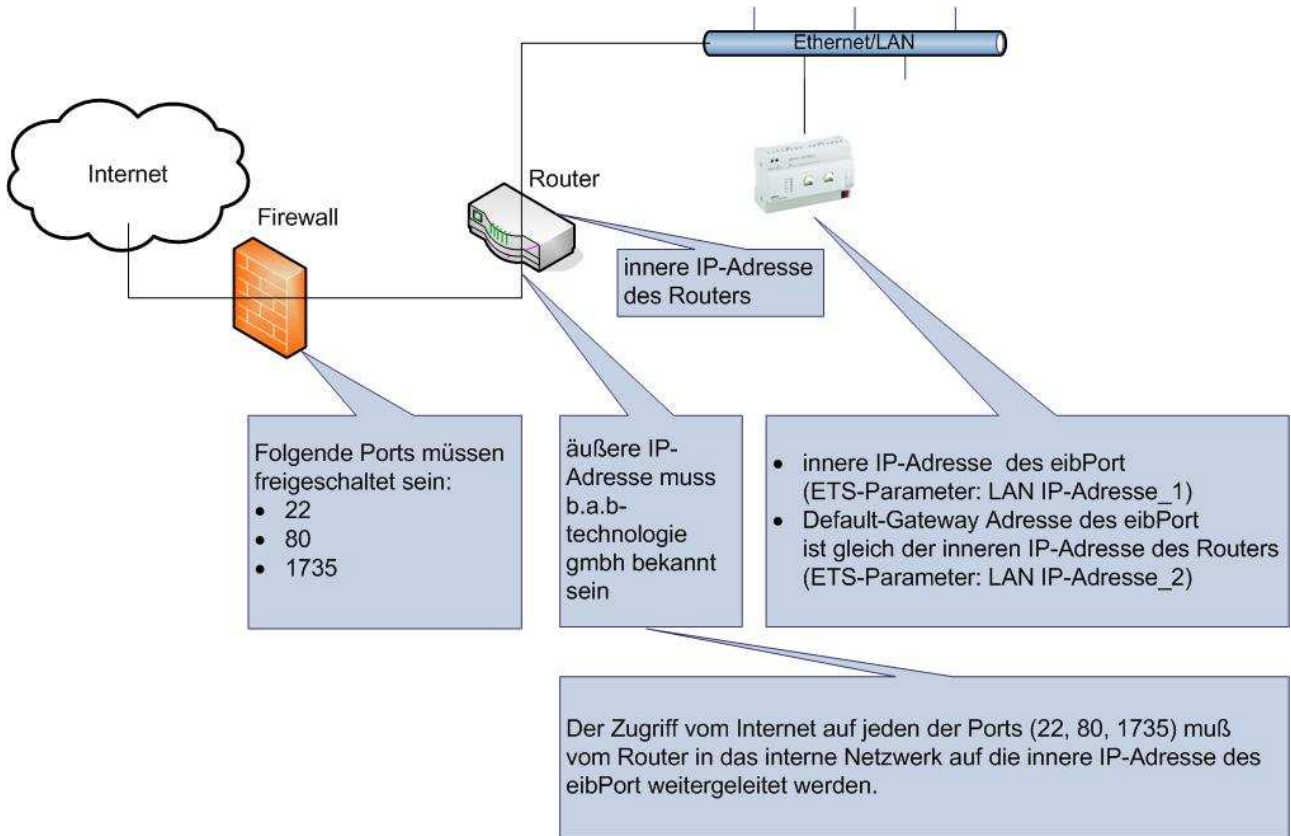 Ethernet/LAN
Internet
Router
Firewall
innere IP-Adresse
des Routers
Folgende Ports müssen
freigeschaltet sein:
• 22
• 80
• 1735
äußere IP-
Adresse muss
b.a.b-
technologie
gmbh bekannt
sein
• innere IP-Adresse des eibPort
(ETS-Parameter: LAN IP-Adresse_1)
• Default-Gateway Adresse des eibPort
ist gleich der inneren IP-Adresse des Routers
(ETS-Parameter: LAN IP-Adresse_2)
Der Zugriff vom Internet auf jeden der Ports (22, 80, 1735) muß
vom Router in das interne Netzwerk auf die innere IP-Adresse des
eibPort weitergeleitet werden.